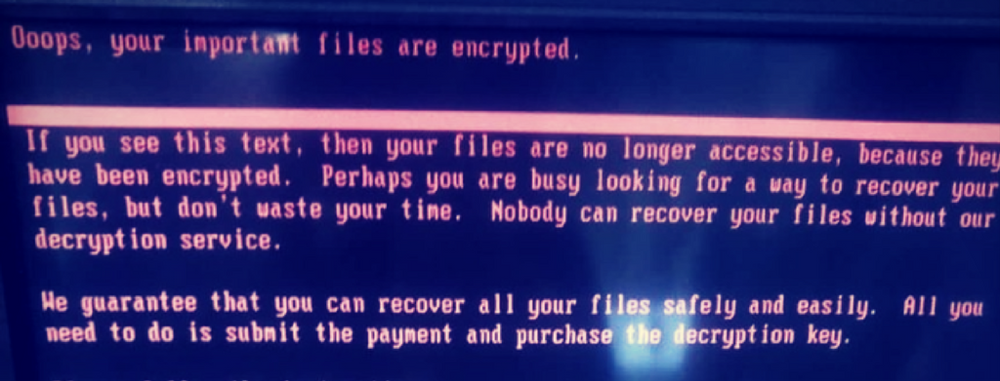 Ooops, your important files are encrypted.
If you see this text, then your files are no longer accessible, because they
have been encrypted. Perhaps you are busy looking for a way to recover your
files, but don't waste your time. Nobody can recover your files without our
decryption service.
We guarantee that you can recover all your files safely and easily. All you
need to do is submit the payment and purchase the decryption key.